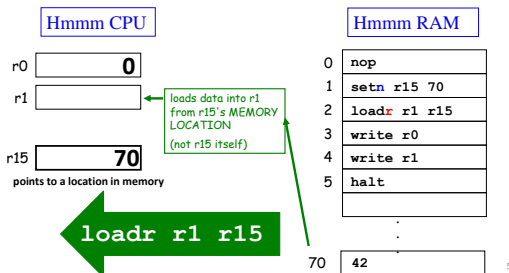 Hmmm CPU
Hmmm RAM
r0 0
r1
loads data into r1
from r15's MEMORY
LOCATION
(not r15 itself)
r15 70
points to a location in memory
loadr r1 r15
0 nop
1 setn r15 70
2 loadr r1 r15
3 write r0
4 write r1
5 halt
.
.
.
70 42